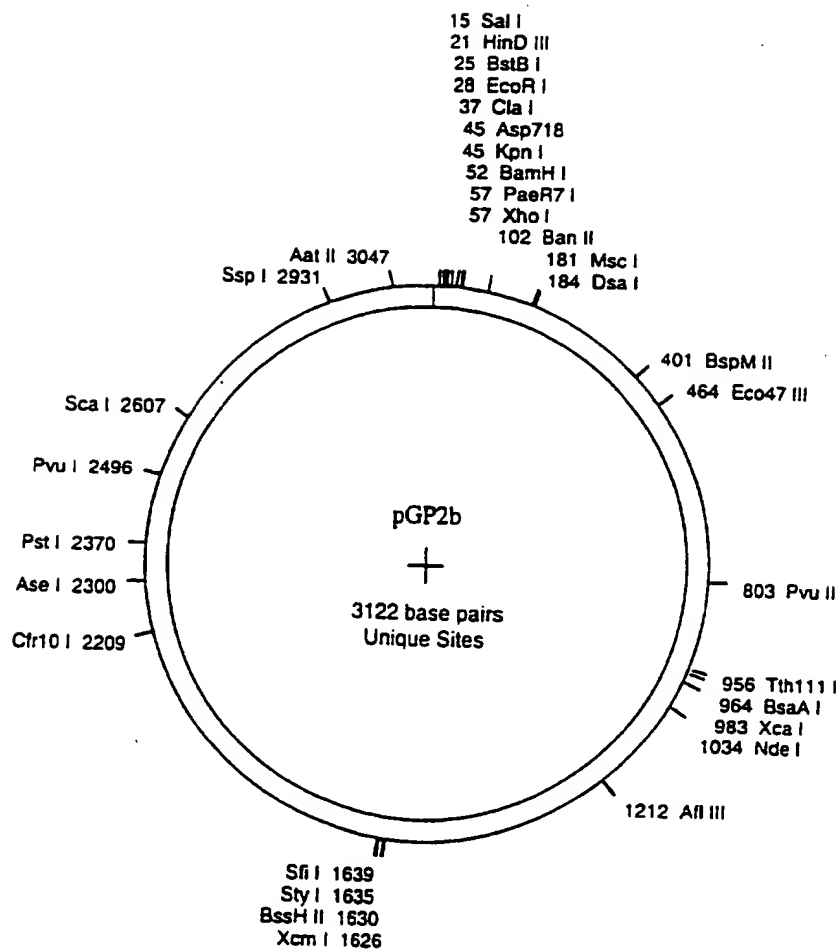 15 Sal I
21 HinD III
25 BstB I
28 EcoR I
37 Cla I
45 Asp718
45 Kpn I
52 BamH I
57 PaeR7 I
57 Xho I
102 Ban II
181 Msc I
184 Dsa I
401 BspM II
464 Eco47 III
803 Pvu II
956 Tth111 I
964 BsaA I
983 Xca I
1034 Nde I
1212 Afl III
Sfi I 1639
Sty I 1635
BssH II 1630
Xcm I 1626
Cfr10 I 2209
Ase I 2300
Pst I 2370
Pvu I 2496
Sca I 2607
Ssp I 2931
Aat II 3047
pGP2b
3122 base pairs
Unique Sites